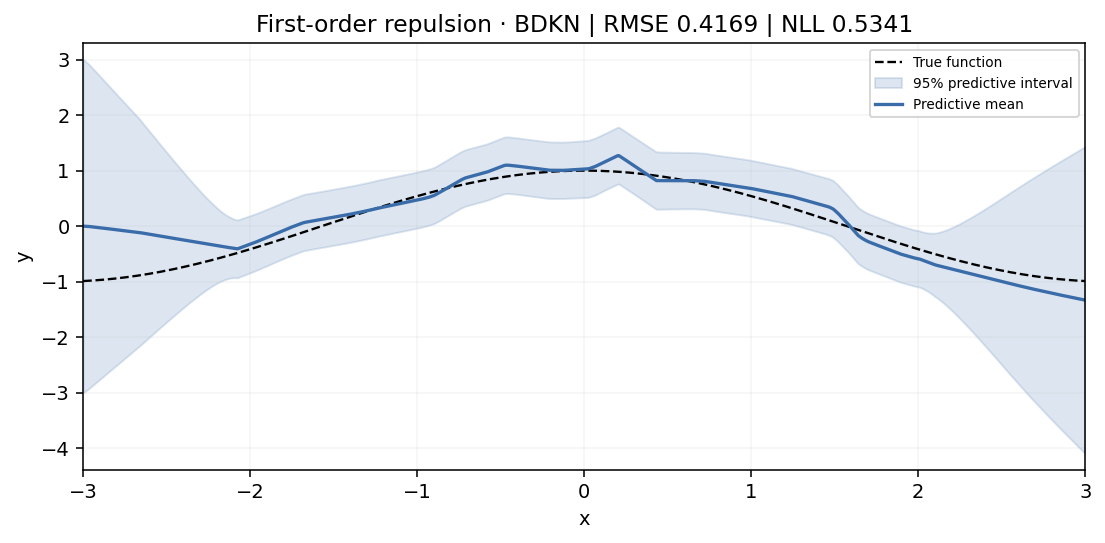 First-order repulsion · BDKN | RMSE 0.4169 | NLL 0.5341
True function
95% predictive interval
Predictive mean
3
2
1
0
−1
−2
−3
−4
y
−3
−2
−1
0
1
2
3
x